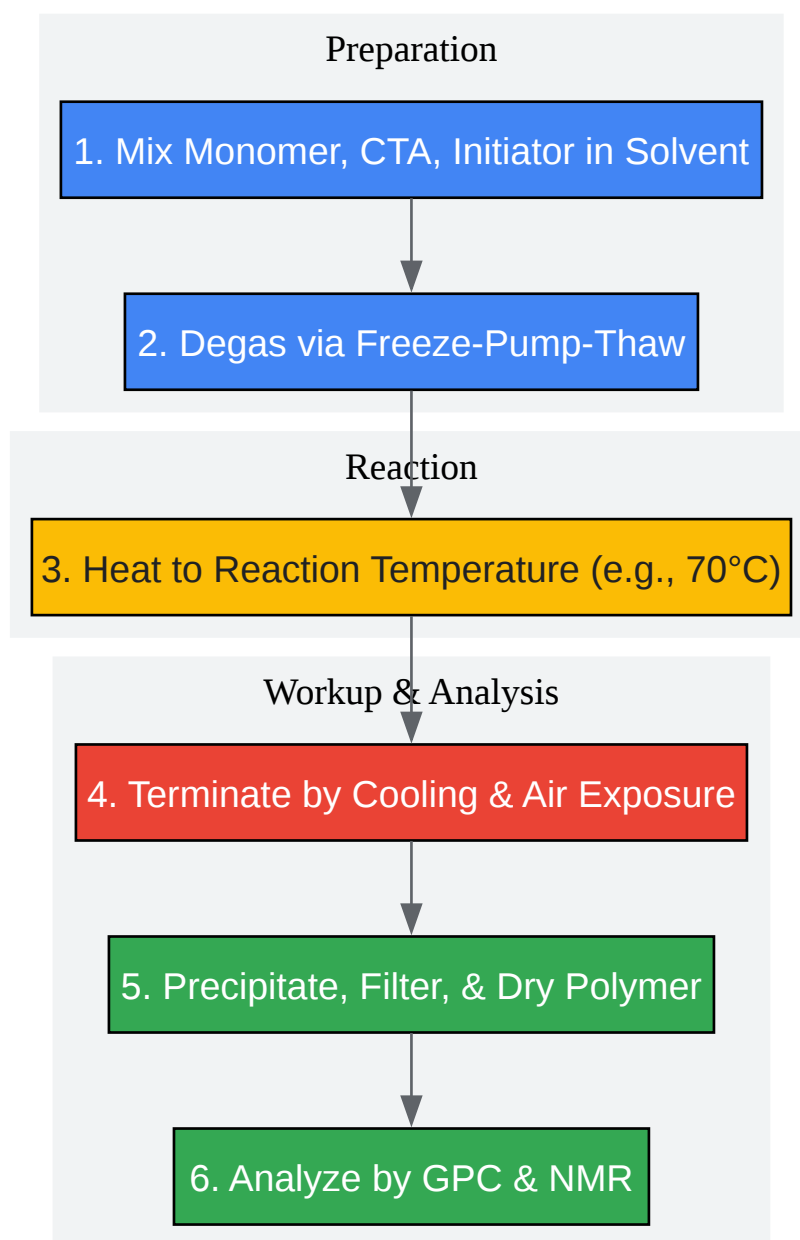 Preparation
1. Mix Monomer, CTA, Initiator in Solvent
2. Degas via Freeze-Pump-Thaw
Reaction
3. Heat to Reaction Temperature (e.g., 70°C)
Workup & Analysis
4. Terminate by Cooling & Air Exposure
5. Precipitate, Filter, & Dry Polymer
6. Analyze by GPC & NMR